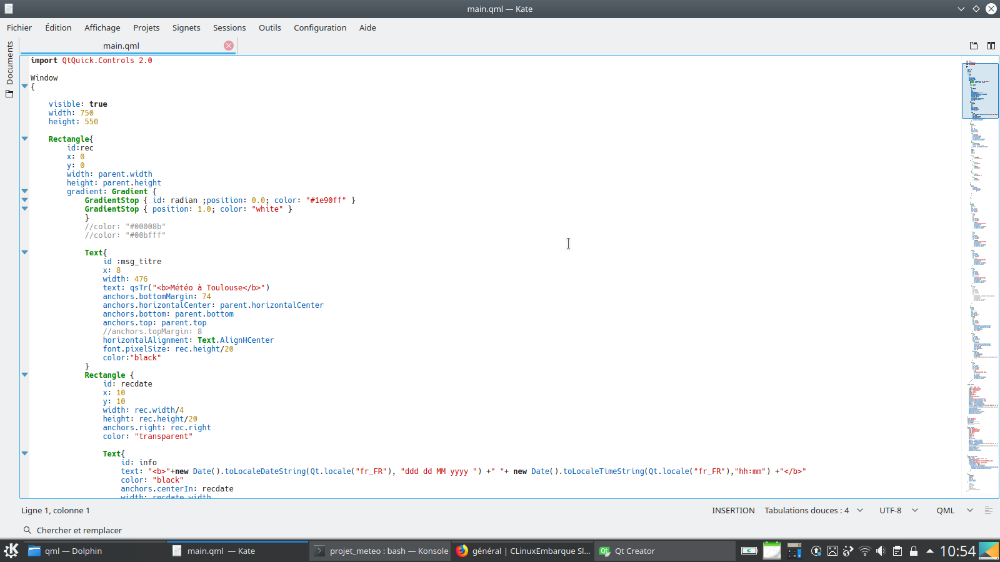 main.qml — Kate
Fichier Édition Affichage Projets Signets Sessions Outils Configuration Aide
Documents
main.qml
import QtQuick.Controls 2.0
Window
{
visible: true
width: 750
height: 550
Rectangle{
id:rec
x: 0
y: 0
width: parent.width
height: parent.height
gradient: Gradient {
GradientStop { id: radian ;position: 0.0; color: "#1e90ff" }
GradientStop { position: 1.0; color: "white" }
}
//color: "#00008b"
//color: "#00bfff"
Text{
id :msg_titre
x: 8
width: 476
text: qsTr("<b>Météo à Toulouse</b>")
anchors.bottomMargin: 74
anchors.horizontalCenter: parent.horizontalCenter
anchors.bottom: parent.bottom
anchors.top: parent.top
//anchors.topMargin: 8
horizontalAlignment: Text.AlignHCenter
font.pixelSize: rec.height/20
color:"black"
}
Rectangle {
id: recdate
x: 10
y: 10
width: rec.width/4
height: rec.height/20
anchors.right: rec.right
color: "transparent"
Text{
id: info
text: "<b>"+new Date().toLocaleDateString(Qt.locale("fr_FR"), "ddd dd MM yyyy ") +" "+ new Date().toLocaleTimeString(Qt.locale("fr_FR"),"hh:mm") +"</b>"
color: "black"
anchors.centerIn: recdate
width: recdate.width
Ligne 1, colonne 1 INSERTION Tabulations douces : 4 UTF-8 QML
Chercher et remplacer
qml — Dolphin main.qml — Kate projet_meteo : bash — Konsole général | CLinuxEmbarque Sl... Qt Creator 10:54